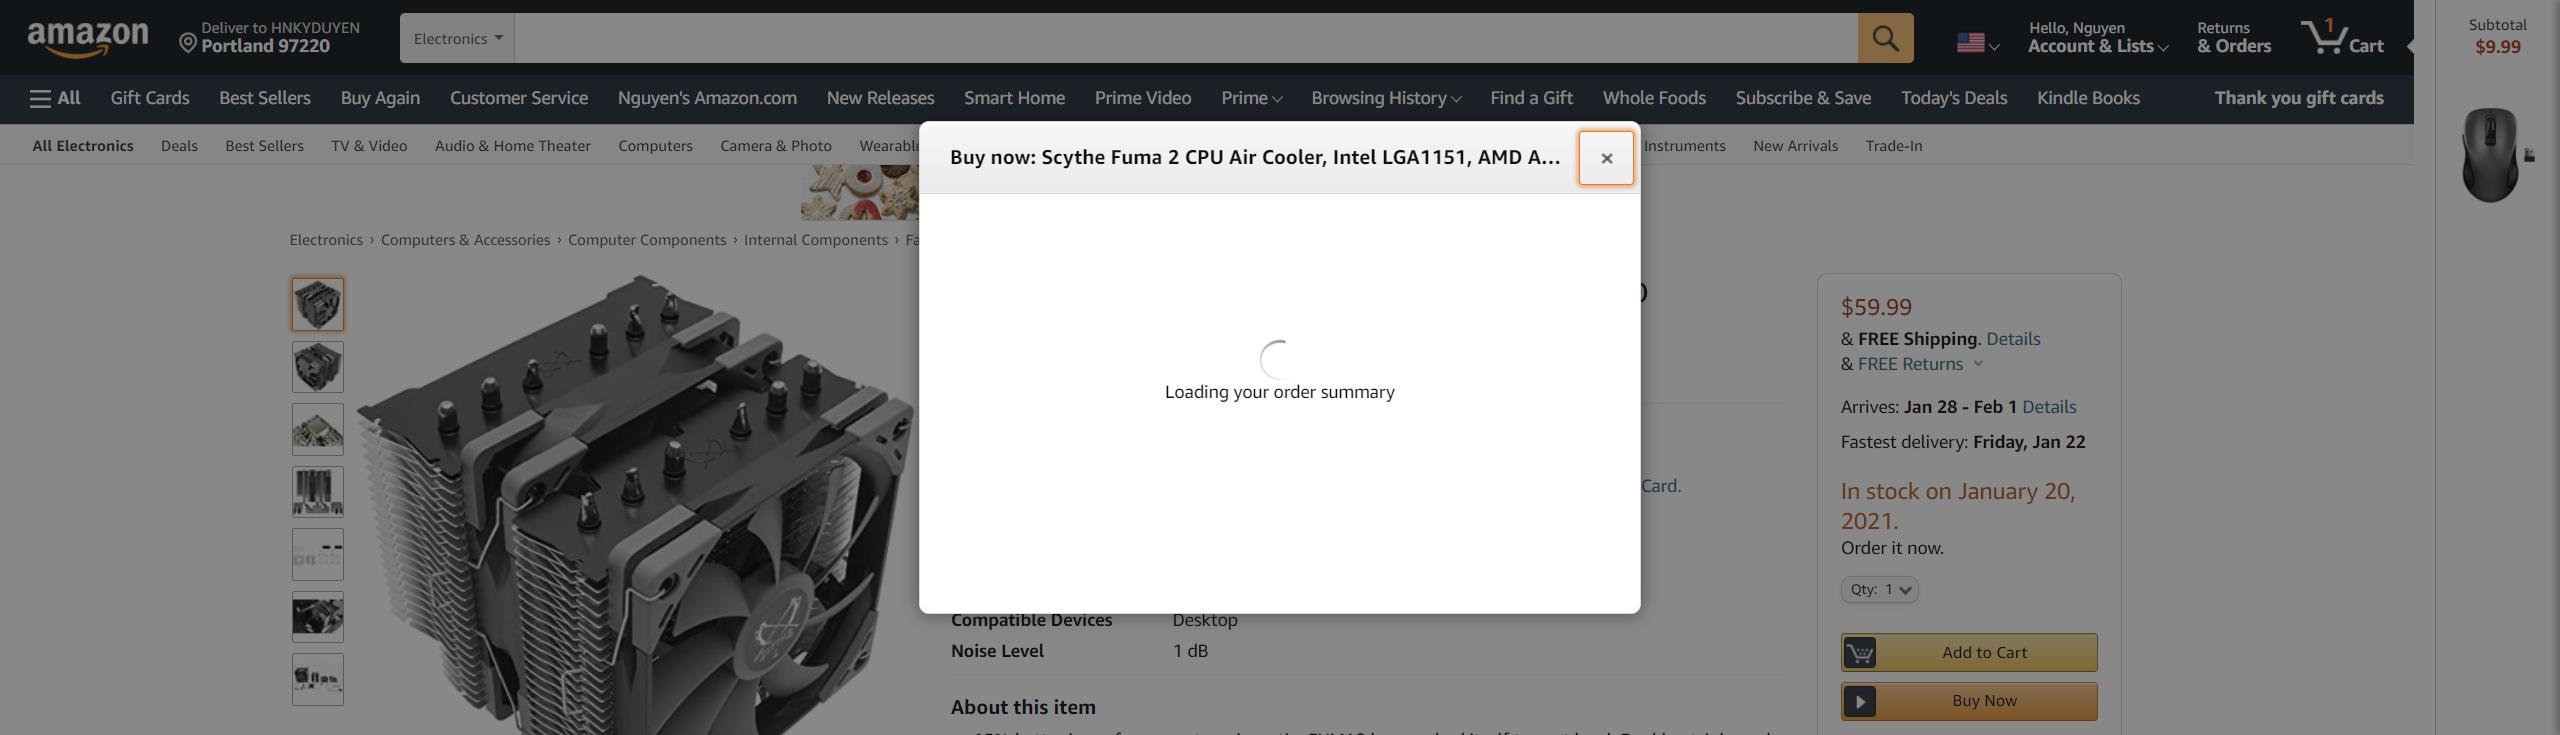 amazon
Deliver to HNKYDUYEN
Portland 97220
Electronics
Hello, Nguyen
Account & Lists
Returns
& Orders
1
Cart
Subtotal
$9.99
All
Gift Cards
Best Sellers
Buy Again
Customer Service
Nguyen's Amazon.com
New Releases
Smart Home
Prime Video
Prime
Browsing History
Find a Gift
Whole Foods
Subscribe & Save
Today's Deals
Kindle Books
Thank you gift cards
All Electronics
Deals
Best Sellers
TV & Video
Audio & Home Theater
Computers
Camera & Photo
Wearable
Instruments
New Arrivals
Trade-In
Buy now: Scythe Fuma 2 CPU Air Cooler, Intel LGA1151, AMD A...
Electronics › Computers & Accessories › Computer Components › Internal Components › Fa
Loading your order summary
Card.
Compatible Devices Desktop
Noise Level 1 dB
About this item
$59.99
& FREE Shipping. Details
& FREE Returns
Arrives: Jan 28 - Feb 1 Details
Fastest delivery: Friday, Jan 22
In stock on January 20,
2021.
Order it now.
Qty: 1
Add to Cart
Buy Now